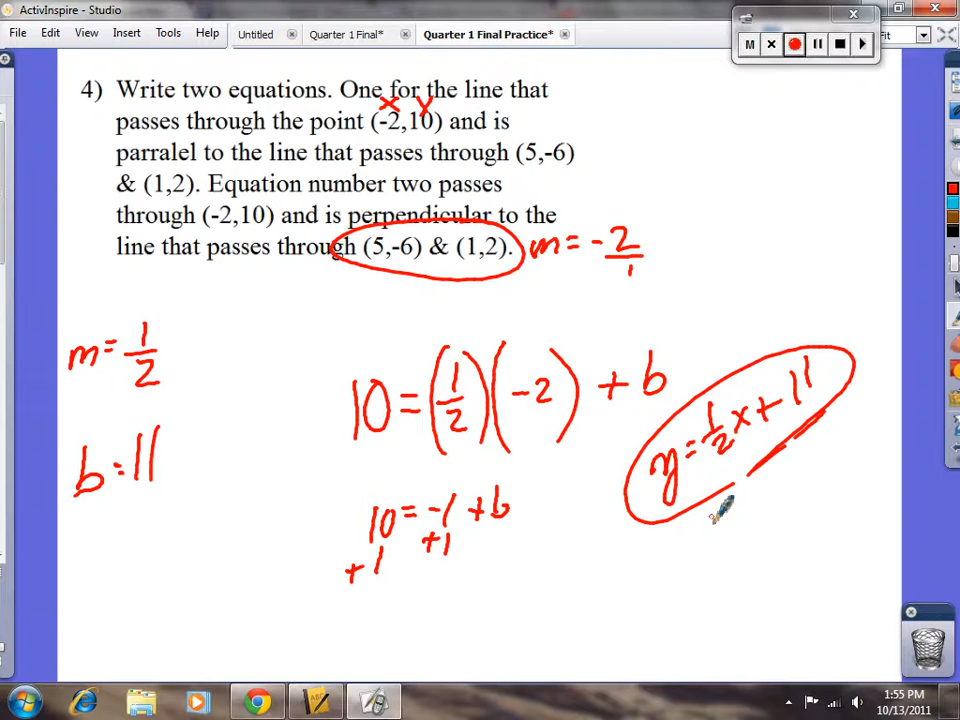 ActivInspire - Studio
File Edit View Insert Tools Help Untitled Quarter 1 Final* Quarter 1 Final Practice* Fit
M
4) Write two equations. One for the line that
x y
passes through the point (-2,10) and is
parralel to the line that passes through (5,-6)
& (1,2). Equation number two passes
through (-2,10) and is perpendicular to the
line that passes through (5,-6) & (1,2). m = -2/1
m = 1/2
10 = (1/2)(-2) + b
y = 1/2x + 11
b = 11
10 = -1 + b
+1 +1
ABC
1:55 PM
10/13/2011